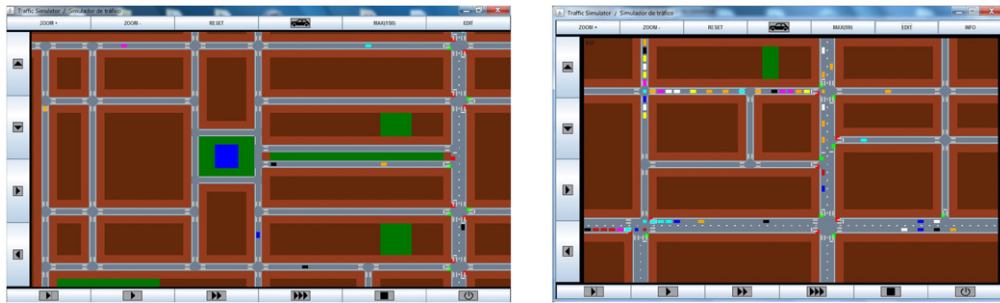 Traffic Simulator / Simulador de tráfico
ZOOM + ZOOM - RESET MAX(100) EDIT
Traffic Simulator / Simulador de tráfico
ZOOM + ZOOM - RESET MAX(100) EDIT INFO